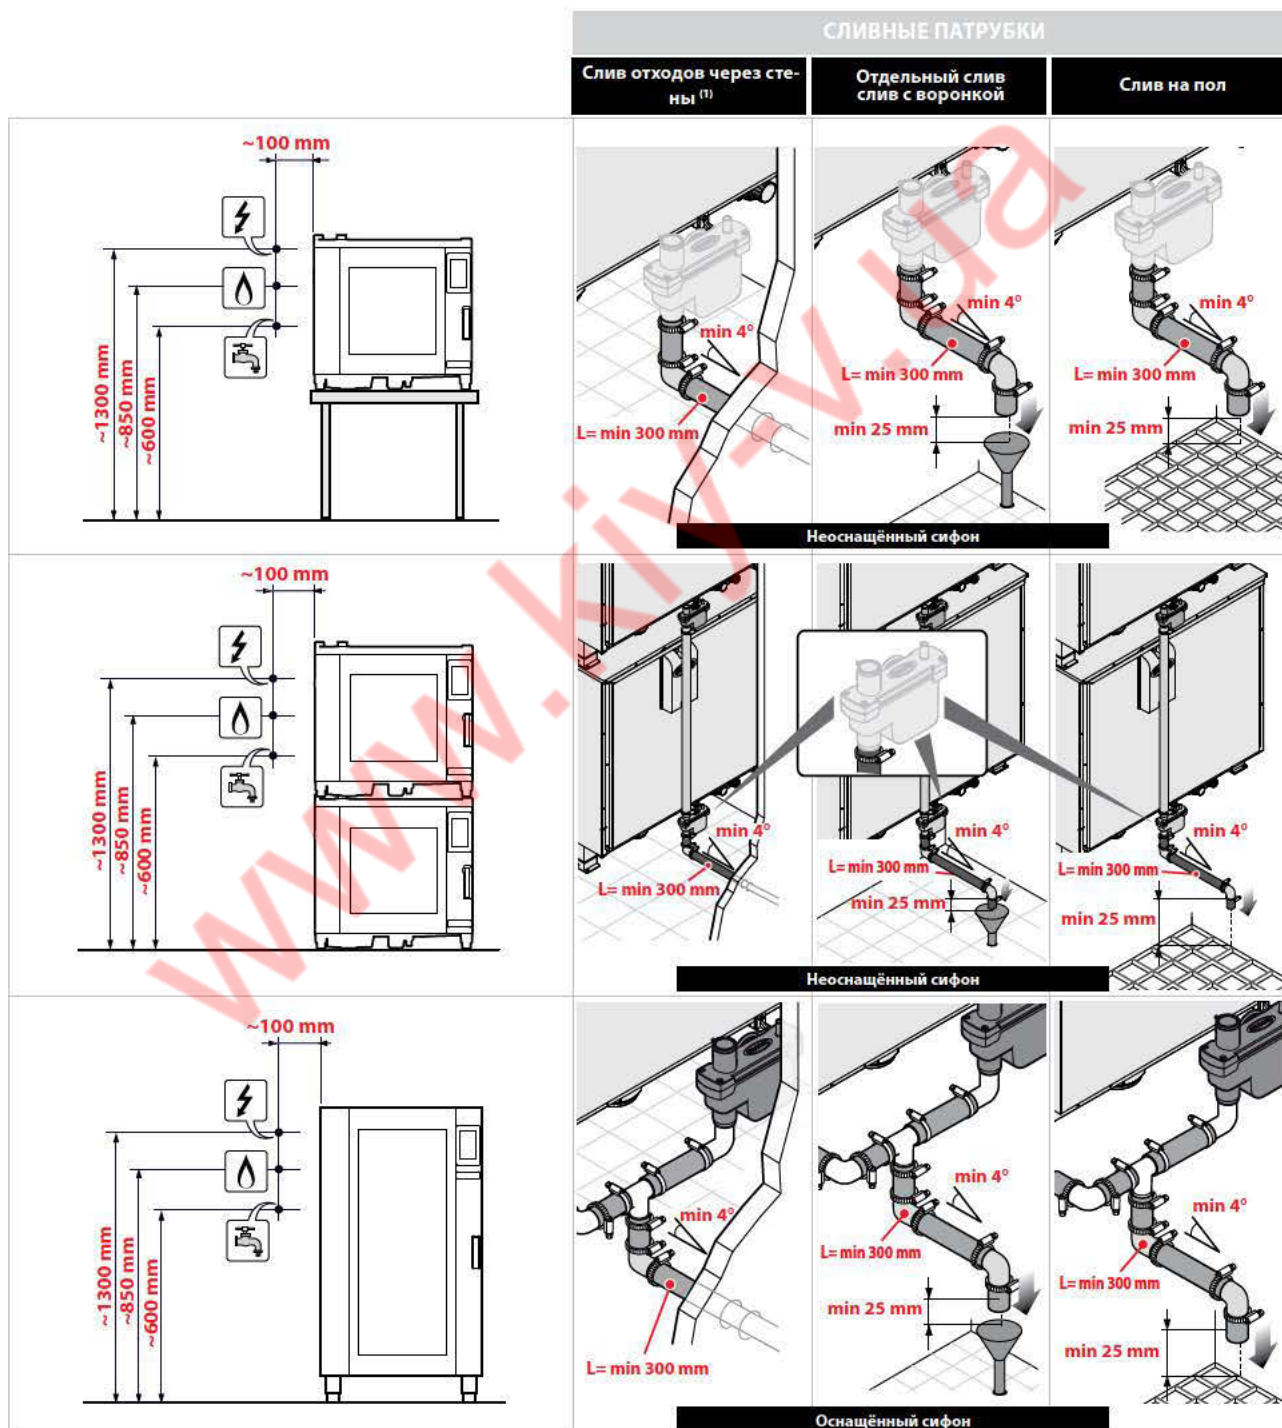 СЛИВНЫЕ ПАТРУБКИ
Слив отходов через сте-
ны (1)
Отдельный слив
слив с воронкой
Слив на пол
~100 mm
~1300 mm
~850 mm
~600 mm
min 4°
L= min 300 mm
min 4°
L= min 300 mm
min 25 mm
min 4°
L= min 300 mm
min 25 mm
Неоснащённый сифон
~100 mm
~1300 mm
~850 mm
~600 mm
min 4°
L= min 300 mm
min 4°
L= min 300 mm
min 25 mm
min 4°
L= min 300 mm
min 25 mm
Неоснащённый сифон
~100 mm
~1300 mm
~850 mm
~600 mm
min 4°
L= min 300 mm
min 4°
L= min 300 mm
min 25 mm
min 4°
L= min 300 mm
min 25 mm
Оснащённый сифон
www.kiy-v.ua